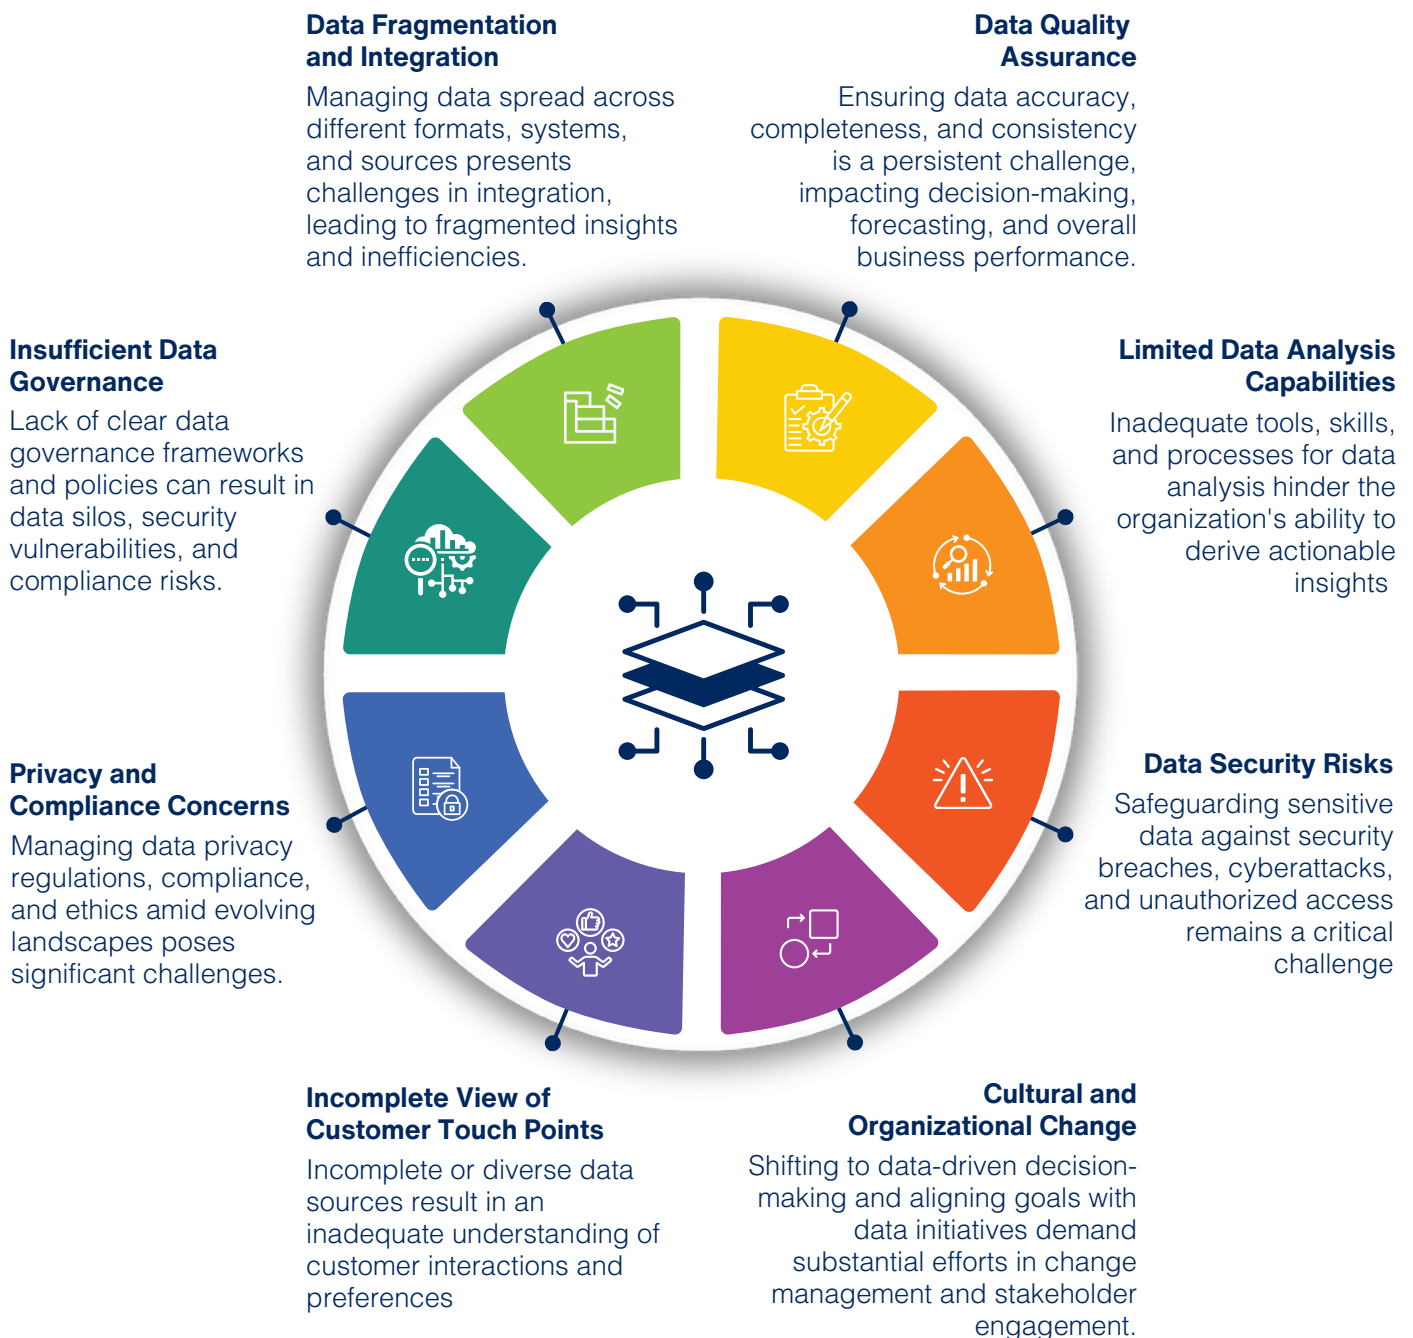 Data Fragmentation
and Integration
Managing data spread across
different formats, systems,
and sources presents
challenges in integration,
leading to fragmented insights
and inefficiencies.
Data Quality
Assurance
Ensuring data accuracy,
completeness, and consistency
is a persistent challenge,
impacting decision-making,
forecasting, and overall
business performance.
Insufficient Data
Governance
Lack of clear data
governance frameworks
and policies can result in
data silos, security
vulnerabilities, and
compliance risks.
Limited Data Analysis
Capabilities
Inadequate tools, skills,
and processes for data
analysis hinder the
organization's ability to
derive actionable
insights
Privacy and
Compliance Concerns
Managing data privacy
regulations, compliance,
and ethics amid evolving
landscapes poses
significant challenges.
Data Security Risks
Safeguarding sensitive
data against security
breaches, cyberattacks,
and unauthorized access
remains a critical
challenge
Incomplete View of
Customer Touch Points
Incomplete or diverse data
sources result in an
inadequate understanding of
customer interactions and
preferences
Cultural and
Organizational Change
Shifting to data-driven decision-
making and aligning goals with
data initiatives demand
substantial efforts in change
management and stakeholder
engagement.